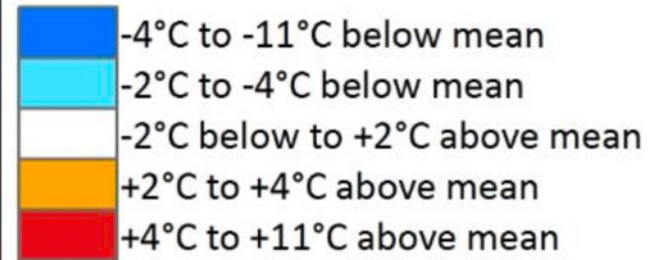 -4°C to -11°C below mean
-2°C to -4°C below mean
-2°C below to +2°C above mean
+2°C to +4°C above mean
+4°C to +11°C above mean